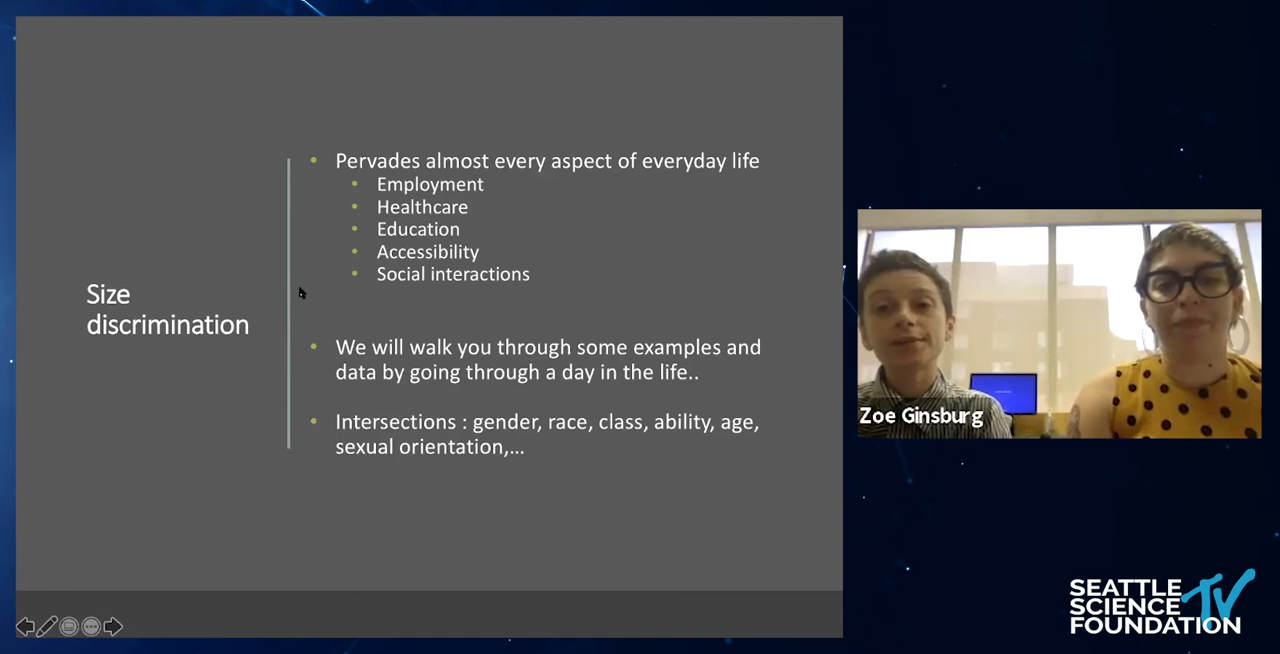 Size
discrimination
Pervades almost every aspect of everyday life
Employment
Healthcare
Education
Accessibility
Social interactions
We will walk you through some examples and
data by going through a day in the life..
Intersections : gender, race, class, ability, age,
sexual orientation,...
Zoe Ginsburg
SEATTLE
SCIENCE
FOUNDATION
TV